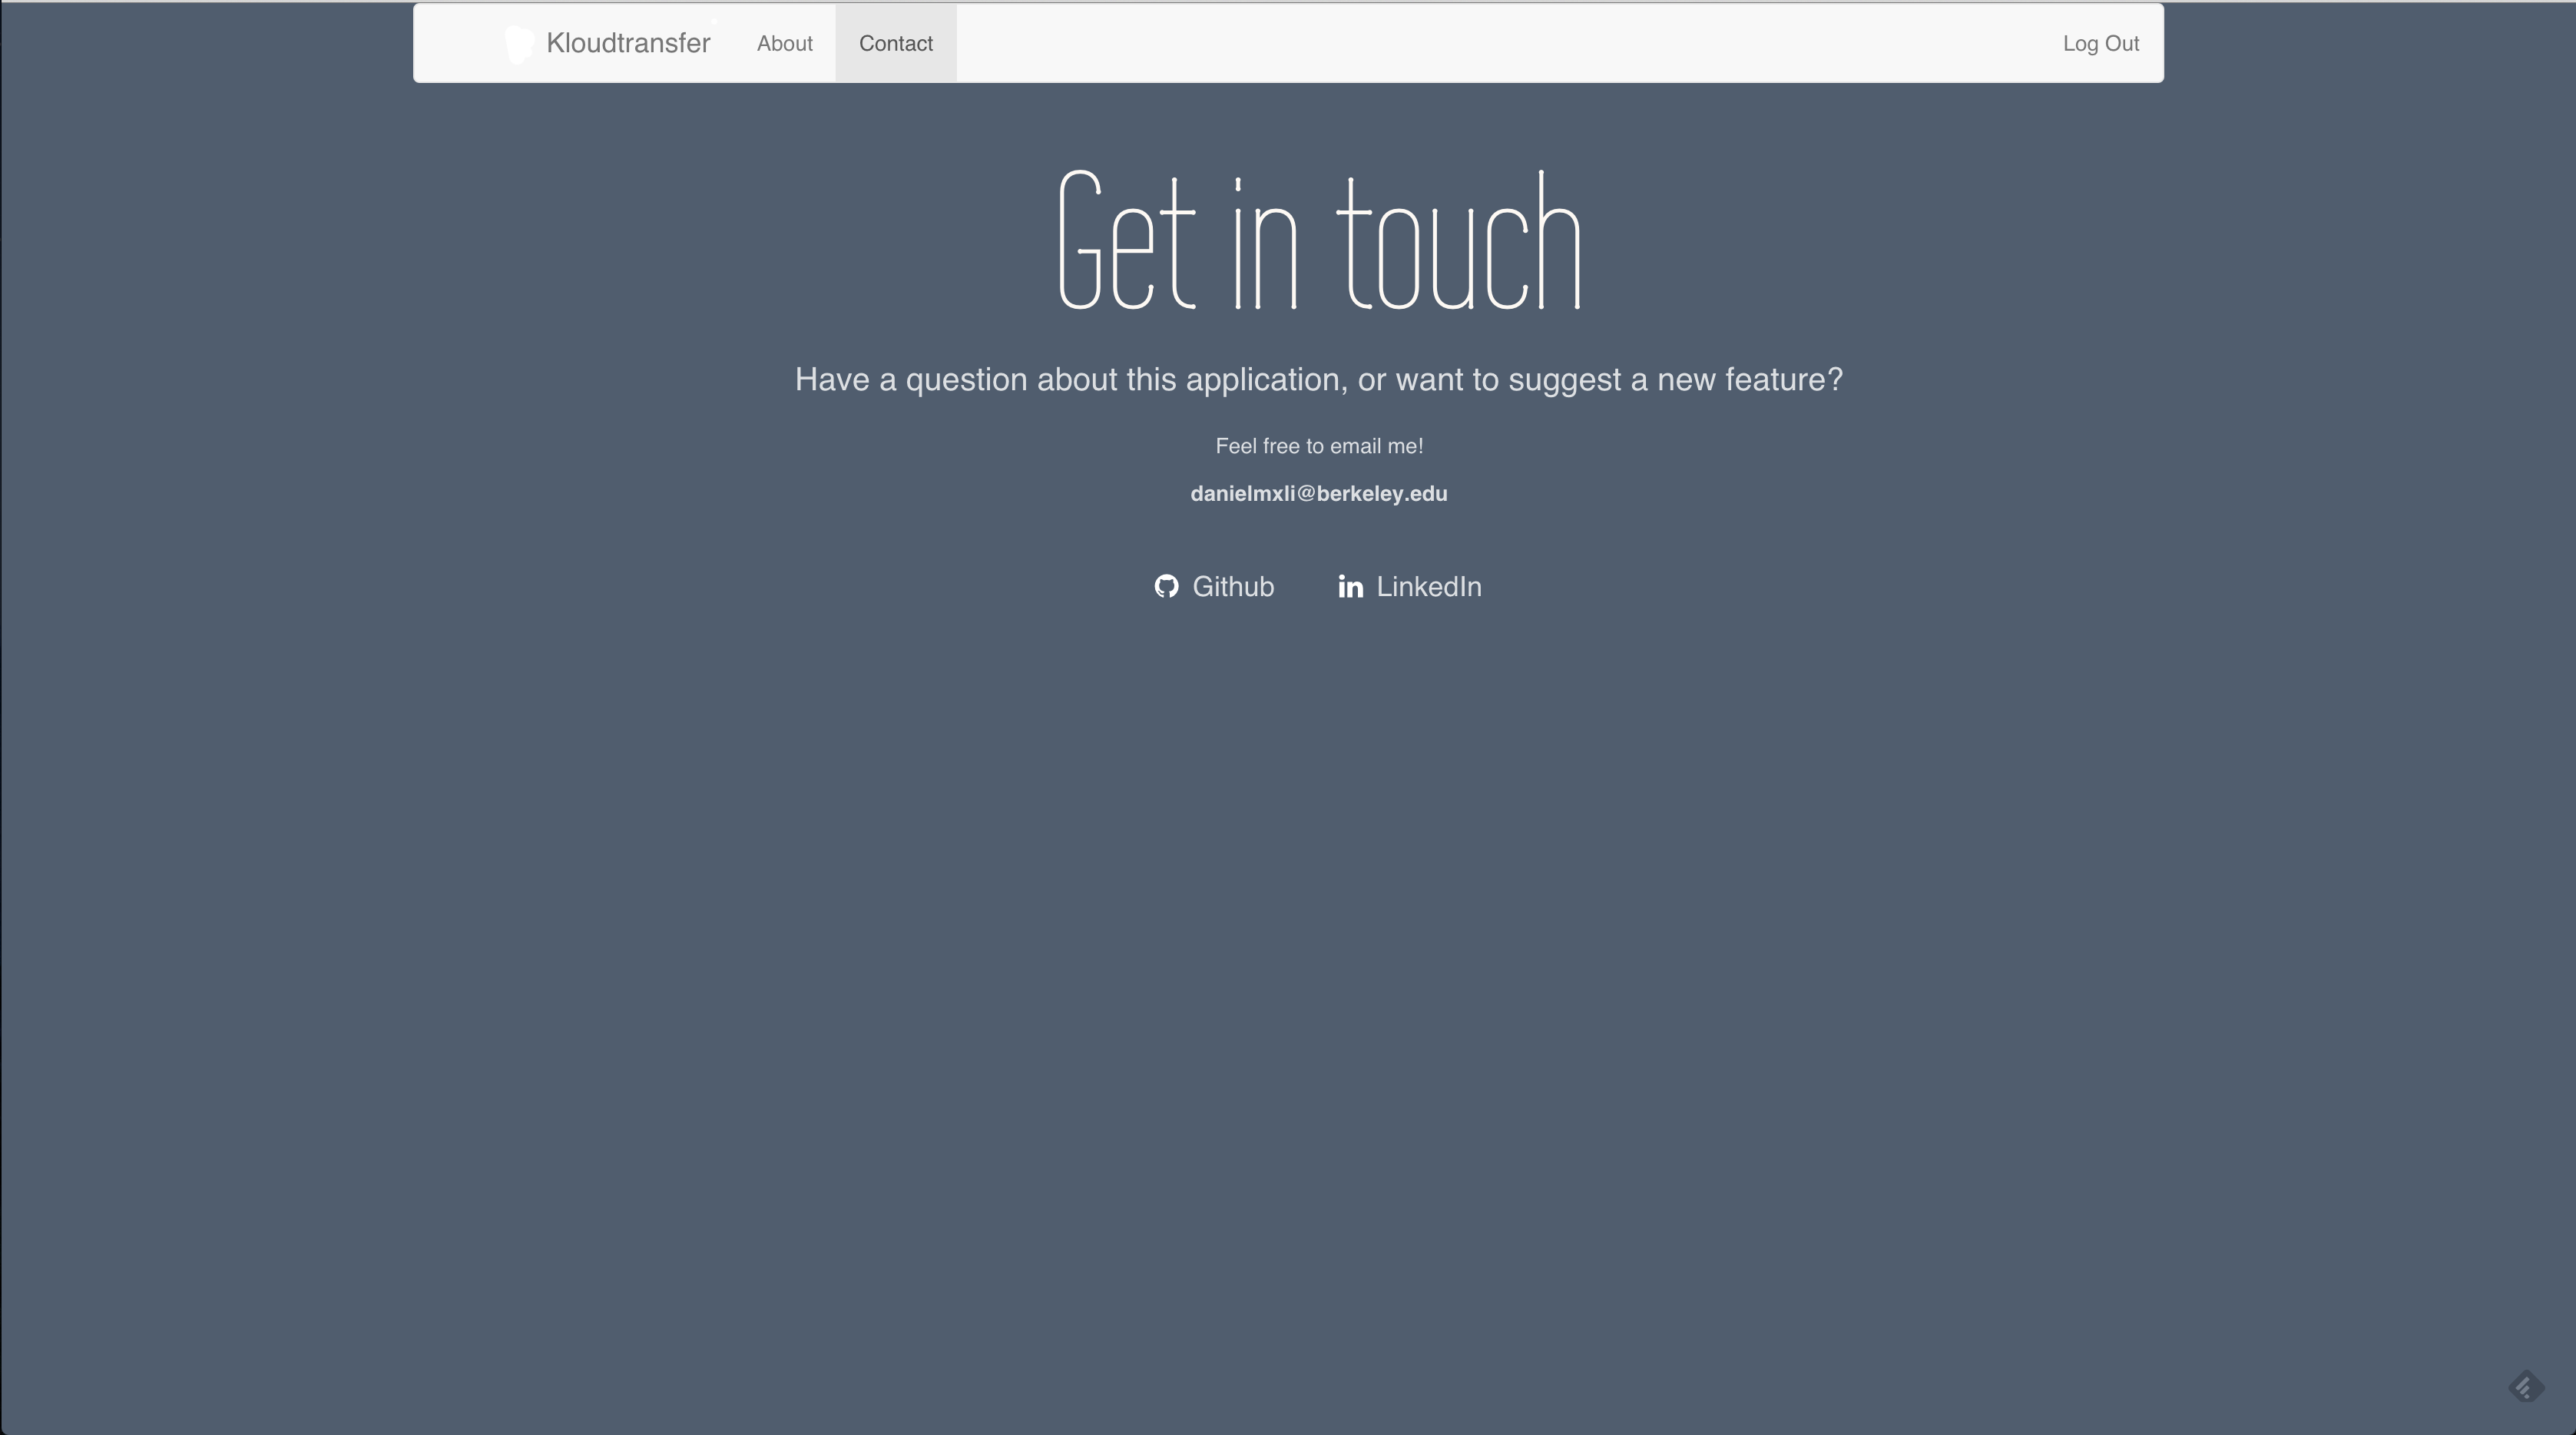 Kloudtransfer About Contact Log Out
Get in touch
Have a question about this application, or want to suggest a new feature?
Feel free to email me!
danielmxli@berkeley.edu
Github in LinkedIn